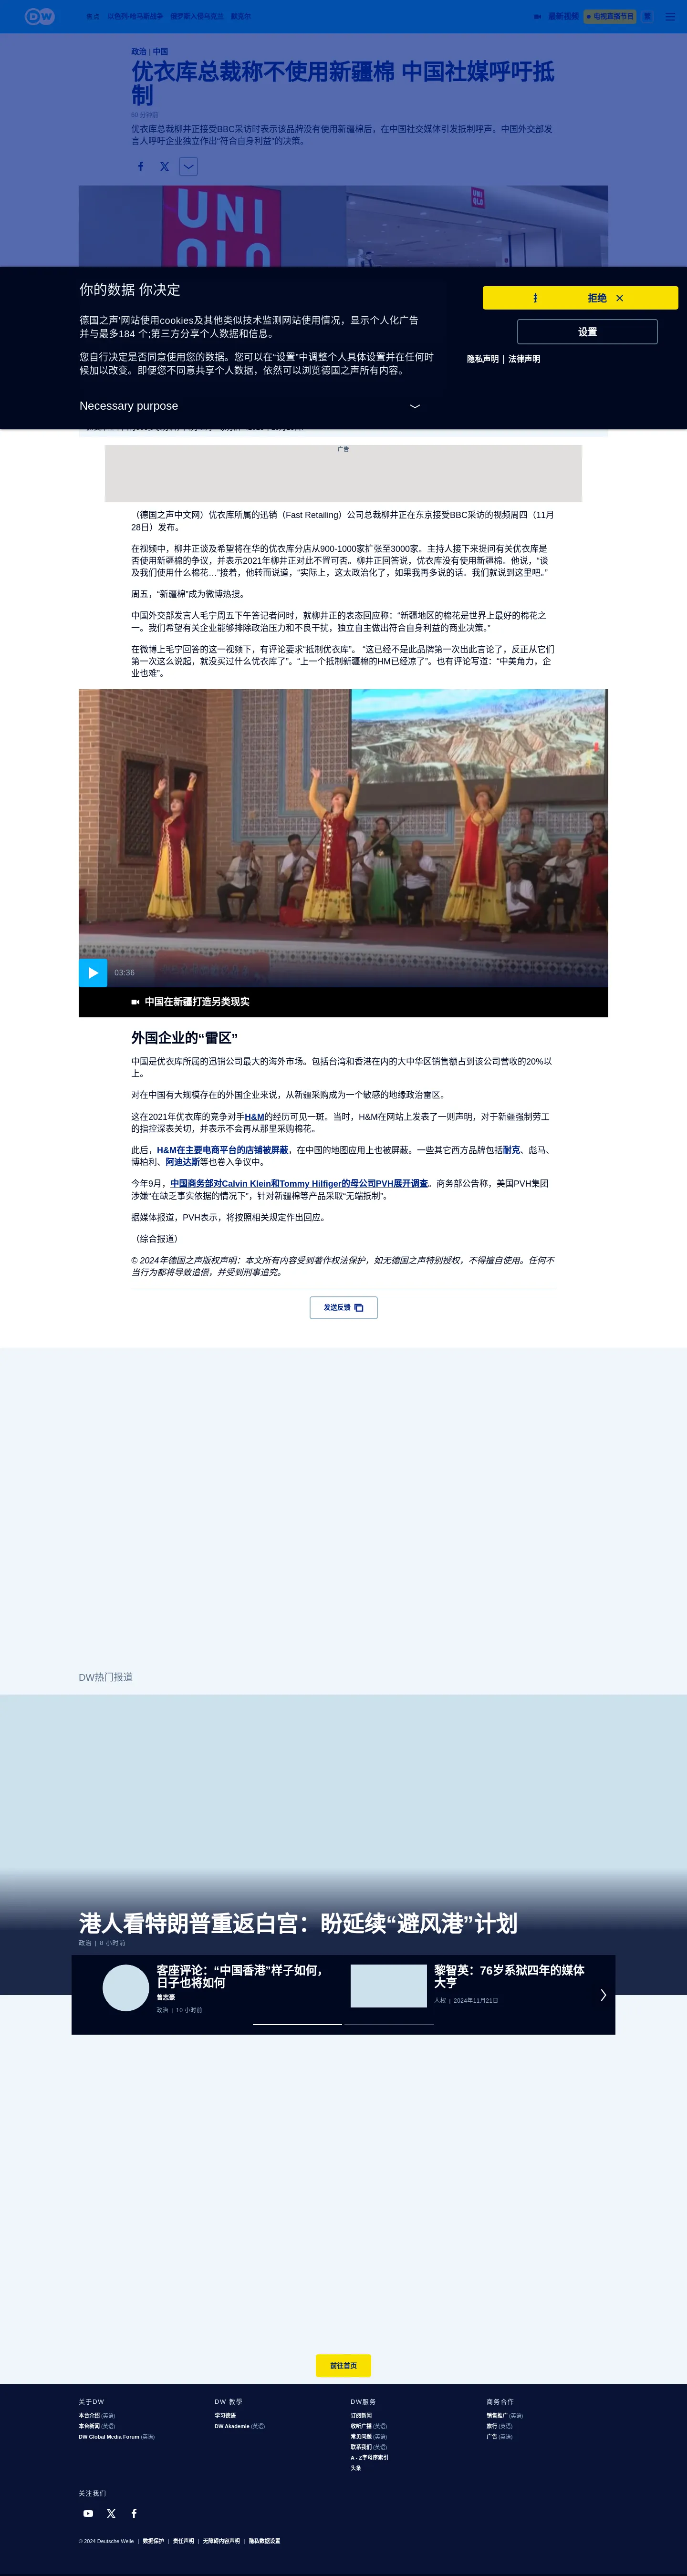 DW
焦点
以色列-哈马斯战争
俄罗斯入侵乌克兰
默克尔
最新视频
电视直播节目
政治 | 中国
优衣库总裁称不使用新疆棉 中国社媒呼吁抵
制
60 分钟前
优衣库总裁柳井正接受BBC采访时表示该品牌没有使用新疆棉后，在中国社交媒体引发抵制呼声。中国外交部发
言人呼吁企业独立作出“符合自身利益”的决策。
UNI
QLO
UNI
QLO
你的数据 你决定
德国之声'网站使用cookies及其他类似技术监测网站使用情况，显示个人化广告
并与最多184 个;第三方分享个人数据和信息。
您自行决定是否同意使用您的数据。您可以在“设置”中调整个人具体设置并在任何时
候加以改变。即便您不同意共享个人数据，依然可以浏览德国之声所有内容。
Necessary purpose
拒绝
设置
隐私声明 | 法律声明
广告
（德国之声中文网）优衣库所属的迅销（Fast Retailing）公司总裁柳井正在东京接受BBC采访的视频周四（11月
28日）发布。
在视频中，柳井正谈及希望将在华的优衣库分店从900-1000家扩张至3000家。主持人接下来提问有关优衣库是
否使用新疆棉的争议，并表示2021年柳井正对此不置可否。柳井正回答说，优衣库没有使用新疆棉。他说，“谈
及我们使用什么棉花…”接着，他转而说道，“实际上，这太政治化了，如果我再多说的话。我们就说到这里吧。”
周五，“新疆棉”成为微博热搜。
中国外交部发言人毛宁周五下午答记者问时，就柳井正的表态回应称：“新疆地区的棉花是世界上最好的棉花之
一。我们希望有关企业能够排除政治压力和不良干扰，独立自主做出符合自身利益的商业决策。”
在微博上毛宁回答的这一视频下，有评论要求“抵制优衣库”。 “这已经不是此品牌第一次出此言论了，反正从它们
第一次这么说起，就没买过什么优衣库了”。“上一个抵制新疆棉的HM已经凉了”。也有评论写道：“中美角力，企
业也难”。
03:36
中国在新疆打造另类现实
外国企业的“雷区”
中国是优衣库所属的迅销公司最大的海外市场。包括台湾和香港在内的大中华区销售额占到该公司营收的20%以
上。
对在中国有大规模存在的外国企业来说，从新疆采购成为一个敏感的地缘政治雷区。
这在2021年优衣库的竞争对手H&M的经历可见一斑。当时，H&M在网站上发表了一则声明，对于新疆强制劳工
的指控深表关切，并表示不会再从那里采购棉花。
此后，H&M在主要电商平台的店铺被屏蔽，在中国的地图应用上也被屏蔽。一些其它西方品牌包括耐克、彪马、
博柏利、阿迪达斯等也卷入争议中。
今年9月，中国商务部对Calvin Klein和Tommy Hilfiger的母公司PVH展开调查。商务部公告称，美国PVH集团
涉嫌“在缺乏事实依据的情况下”，针对新疆棉等产品采取“无端抵制”。
据媒体报道，PVH表示，将按照相关规定作出回应。
（综合报道）
© 2024年德国之声版权声明：本文所有内容受到著作权法保护，如无德国之声特别授权，不得擅自使用。任何不
当行为都将导致追偿，并受到刑事追究。
发送反馈
DW热门报道
港人看特朗普重返白宫：盼延续“避风港”计划
政治 | 8 小时前
客座评论：“中国香港”样子如何，
日子也将如何
曾志豪
政治 | 10 小时前
黎智英：76岁系狱四年的媒体
大亨
人权 | 2024年11月21日
前往首页
关于DW
本台介绍 (英语)
本台新闻 (英语)
DW Global Media Forum (英语)
DW 教学
学习德语
DW Akademie (英语)
DW服务
订阅新闻
收听广播 (英语)
常见问题 (英语)
联系我们 (英语)
A - Z字母序索引
头条
商务合作
销售推广 (英语)
旅行 (英语)
广告 (英语)
关注我们
© 2024 Deutsche Welle | 数据保护 | 责任声明 | 无障碍内容声明 | 隐私数据设置